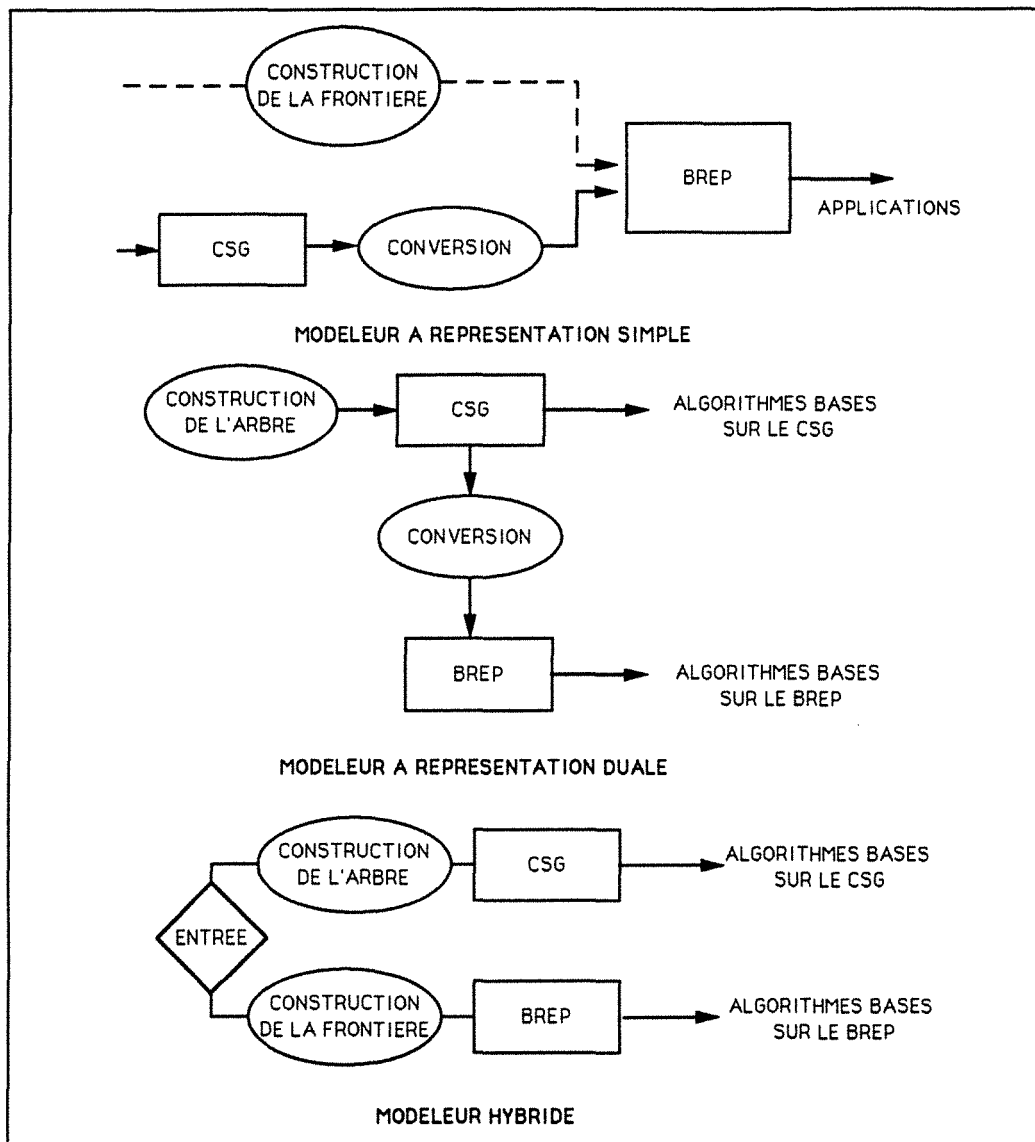 CONSTRUCTION
DE LA FRONTIERE
BREP
APPLICATIONS
CSG
CONVERSION
MODELEUR A REPRESENTATION SIMPLE
CONSTRUCTION
DE L'ARBRE
CSG
ALGORITHMES BASES
SUR LE CSG
CONVERSION
BREP
ALGORITHMES BASES
SUR LE BREP
MODELEUR A REPRESENTATION DUALE
CONSTRUCTION
DE L'ARBRE
CSG
ALGORITHMES BASES
SUR LE CSG
ENTREE
CONSTRUCTION
DE LA FRONTIERE
BREP
ALGORITHMES BASES
SUR LE BREP
MODELEUR HYBRIDE